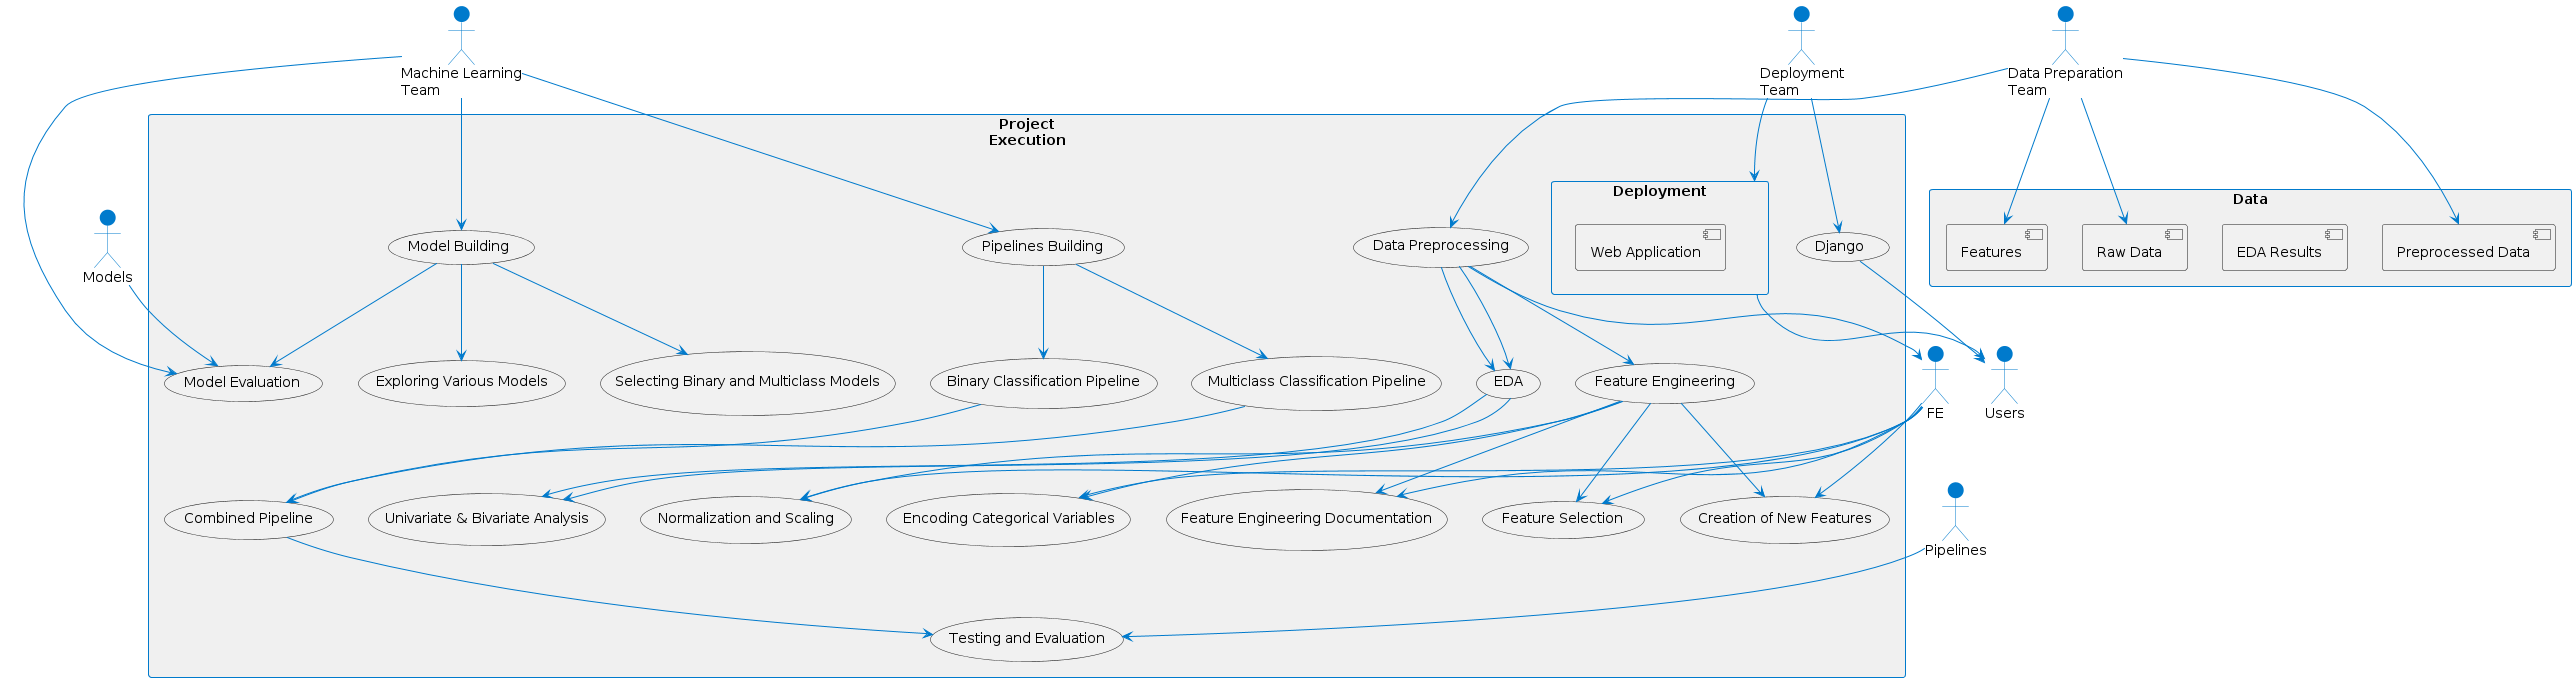 Machine Learning
Team
Deployment
Team
Data Preparation
Team
Project
Execution
Deployment
Data
Models
Model Building
Pipelines Building
Data Preprocessing
Web Application
Django
Features
Raw Data
EDA Results
Preprocessed Data
Model Evaluation
Exploring Various Models
Selecting Binary and Multiclass Models
Binary Classification Pipeline
Multiclass Classification Pipeline
EDA
Feature Engineering
FE
Users
Combined Pipeline
Univariate & Bivariate Analysis
Normalization and Scaling
Encoding Categorical Variables
Feature Engineering Documentation
Feature Selection
Creation of New Features
Pipelines
Testing and Evaluation